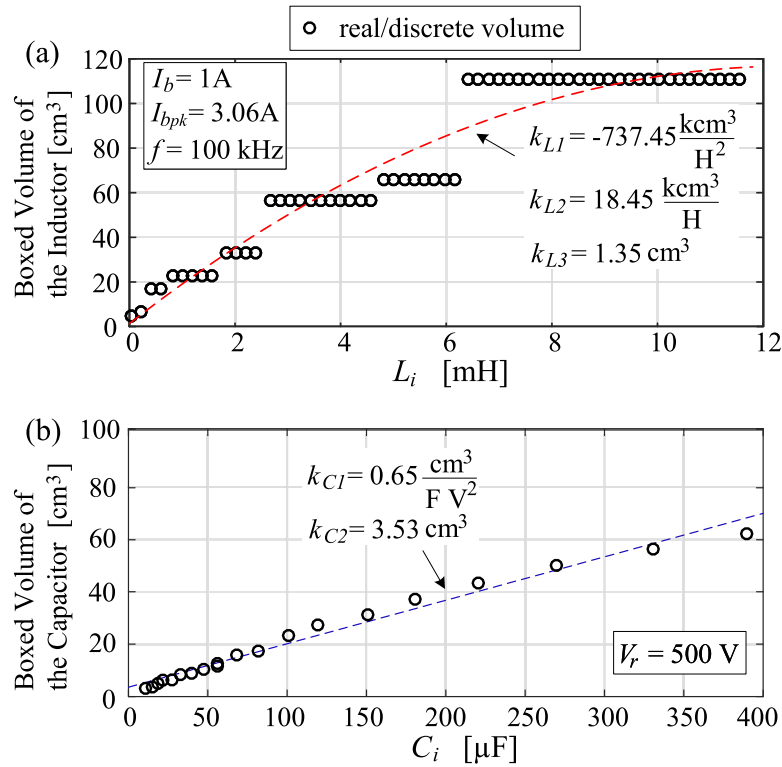 real/discrete volume
(a)
Boxed Volume of
the Inductor [cm³]
120
100
80
60
40
20
0
I_b = 1A
I_bpk = 3.06A
f = 100 kHz
k_L1 = -737.45 kcm³/H²
k_L2 = 18.45 kcm³/H
k_L3 = 1.35 cm³
0 2 4 6 8 10 12
L_i [mH]
(b)
Boxed Volume of
the Capacitor [cm³]
100
80
60
40
20
0
k_C1 = 0.65 cm³/F V²
k_C2 = 3.53 cm³
V_r = 500 V
0 50 100 150 200 250 300 350 400
C_i [μF]